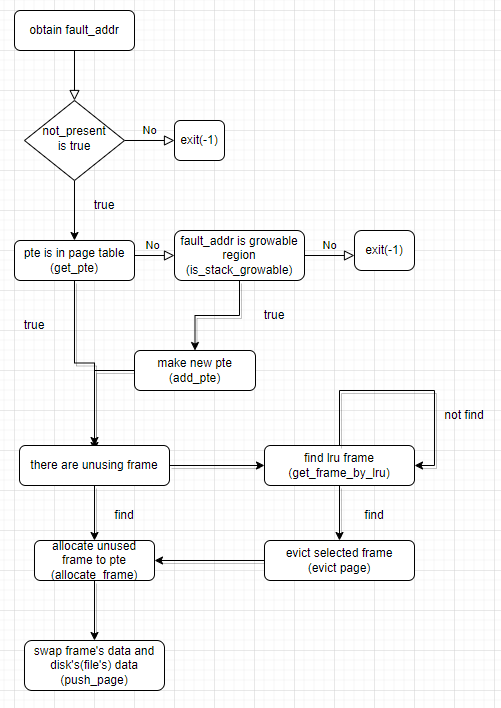 obtain fault_addr
not_present
is true
No
exit(-1)
true
pte is in page table
(get_pte)
No
fault_addr is growable
region
(is_stack_growable)
No
exit(-1)
true
true
make new pte
(add_pte)
not find
there are unusing frame
find lru frame
(get_frame_by_lru)
find
find
allocate unused
frame to pte
(allocate_frame)
evict selected frame
(evict page)
swap frame's data and
disk's(file's) data
(push_page)